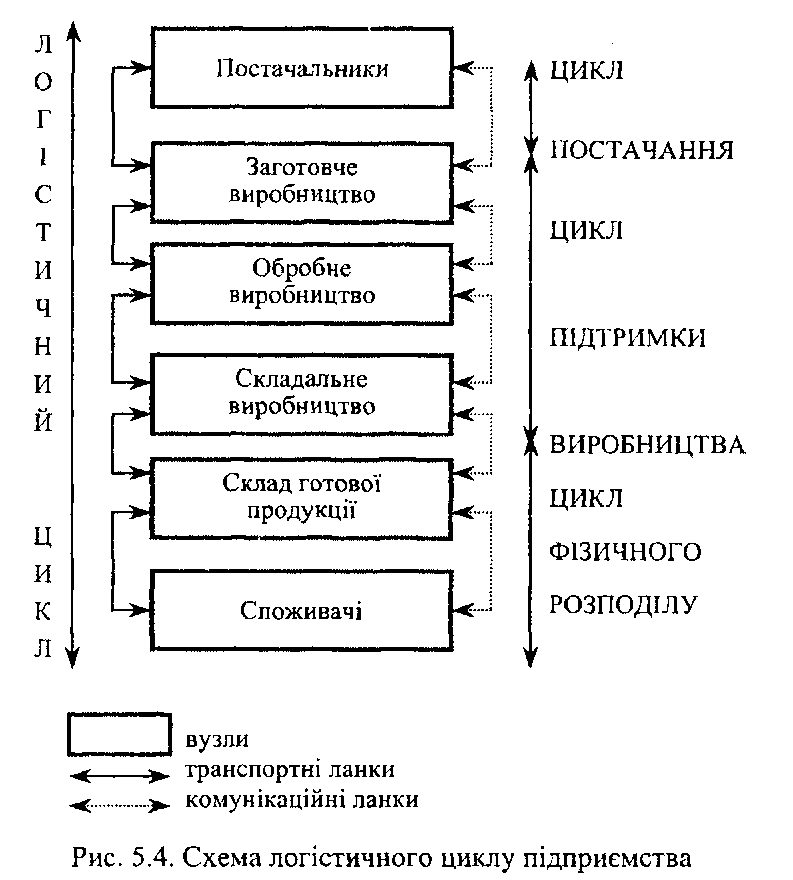 ЛОГІСТИЧНИЙ ЦИКЛ
Постачальники
Заготовче
виробництво
Обробне
виробництво
Складальне
виробництво
Склад готової
продукції
Споживачі
ЦИКЛ
ПОСТАЧАННЯ
ЦИКЛ
ПІДТРИМКИ
ВИРОБНИЦТВА
ЦИКЛ
ФІЗИЧНОГО
РОЗПОДІЛУ
вузли
транспортні ланки
комунікаційні ланки
Рис. 5.4. Схема логістичного циклу підприємства